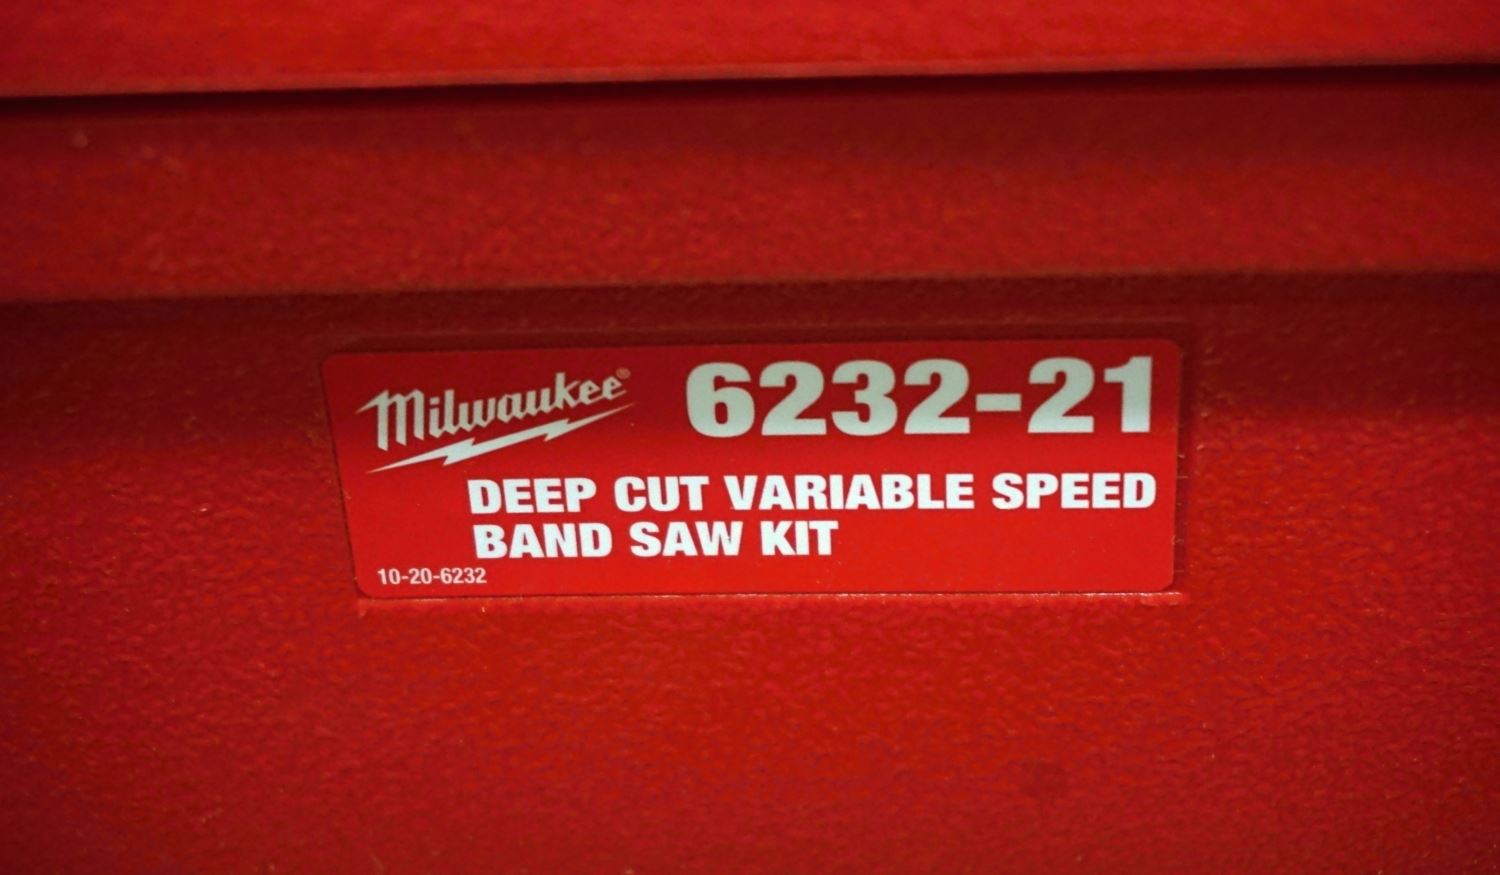 Milwaukee®
6232-21
DEEP CUT VARIABLE SPEED
BAND SAW KIT
10-20-6232